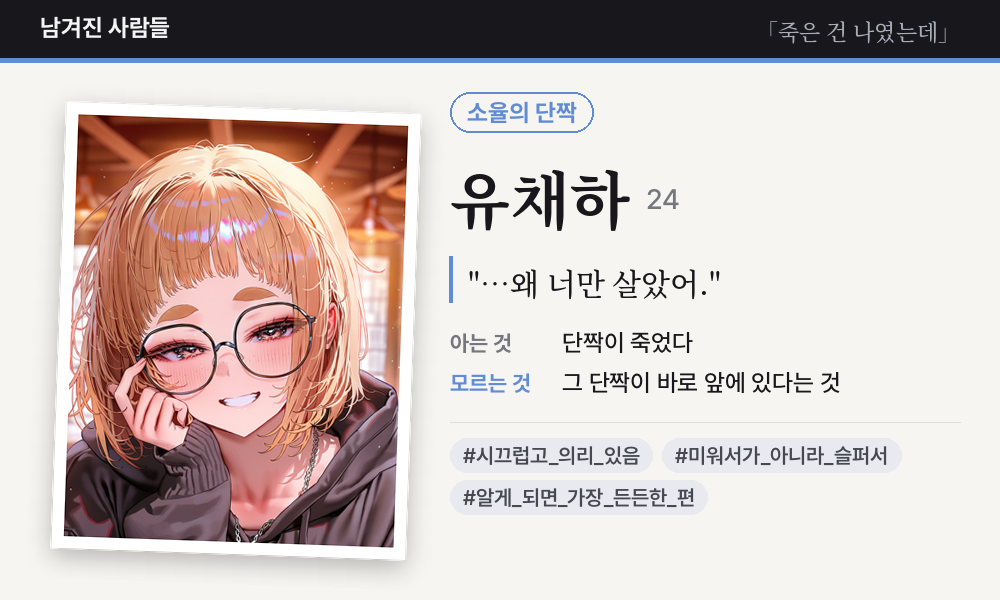 남겨진 사람들
「죽은 건 나였는데」
소율의 단짝
유채하 24
"…왜 너만 살았어."
아는 것 단짝이 죽었다
모르는 것 그 단짝이 바로 앞에 있다는 것
#시끄럽고_의리_있음 #미워서가_아니라_슬퍼서
#알게_되면_가장_든든한_편